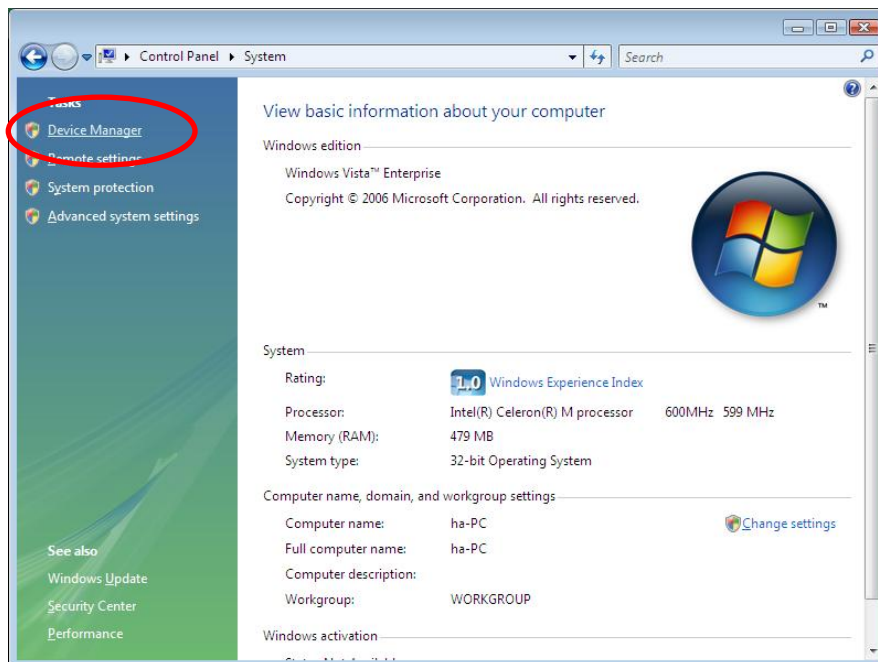 Control Panel
System
Search
Tasks
Device Manager
Remote settings
System protection
Advanced system settings
See also
Windows Update
Security Center
Performance
View basic information about your computer
Windows edition
Windows Vista™ Enterprise
Copyright © 2006 Microsoft Corporation. All rights reserved.
TM
System
Rating: 1.0 Windows Experience Index
Processor: Intel(R) Celeron(R) M processor 600MHz 599 MHz
Memory (RAM): 479 MB
System type: 32-bit Operating System
Computer name, domain, and workgroup settings
Computer name: ha-PC Change settings
Full computer name: ha-PC
Computer description:
Workgroup: WORKGROUP
Windows activation